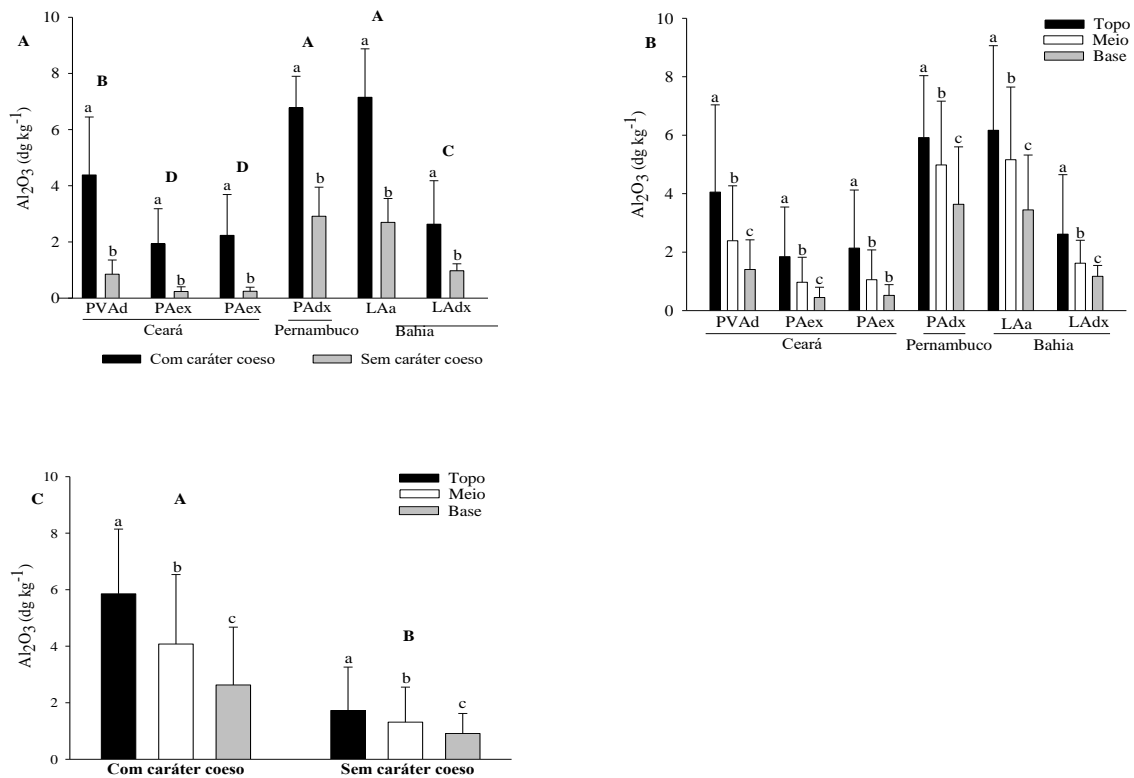 A
Al₂O₃ (dg kg⁻¹)
10
8
6
4
2
0
B D D A A C
a b a b a b a b a b a b
PVAd PAex PAex PAdx LAa LAdx
Ceará Pernambuco Bahia
Com caráter coeso Sem caráter coeso
B
Al₂O₃ (dg kg⁻¹)
10
8
6
4
2
0
Topo
Meio
Base
a b c a b c a b c a b c a b c a b c
PVAd PAex PAex PAdx LAa LAdx
Ceará Pernambuco Bahia
C
Al₂O₃ (dg kg⁻¹)
10
8
6
4
2
0
Topo
Meio
Base
A B
a b c a b c
Com caráter coeso Sem caráter coeso